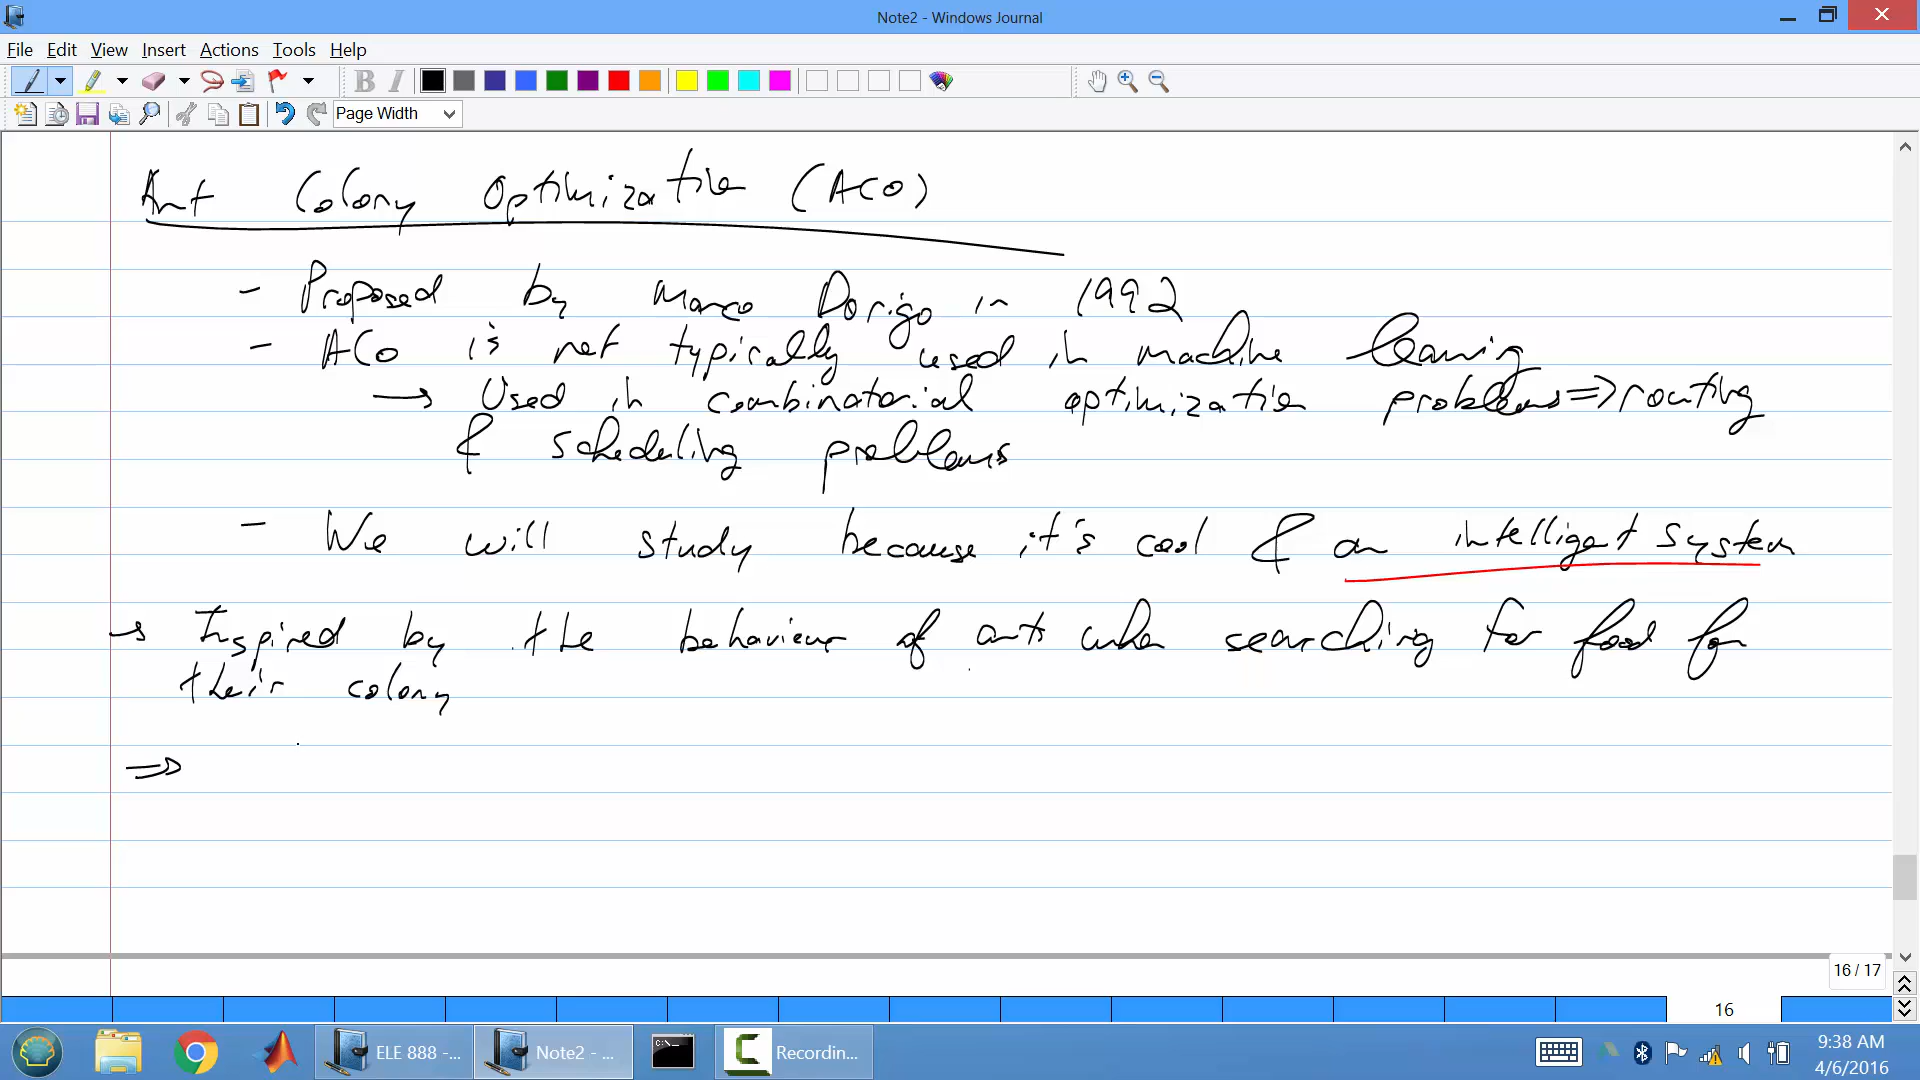 Note2 - Windows Journal
File Edit View Insert Actions Tools Help
B I
Page Width
Ant Colony Optimization (ACO)
- Proposed by Marco Dorigo in 1992
- ACO is not typically used in machine learning
→ Used in combinatorial optimization problems ⇒ routing
& scheduling problems
- We will study because it's cool & an intelligent system
→ Inspired by the behaviour of ants when searching for food for
their colony
⇒
16 / 17
16
ELE 888 -...
Note2 - ...
Recordin...
9:38 AM
4/6/2016